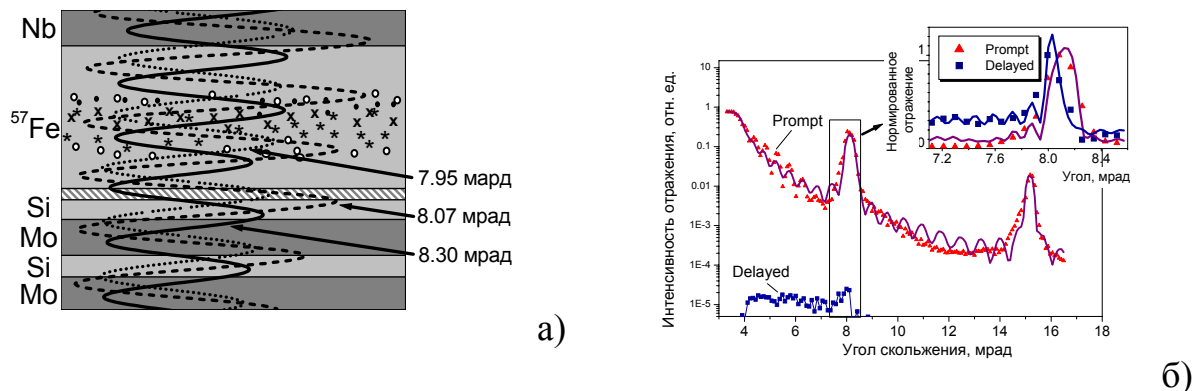 Nb
⁵⁷Fe
Si
Mo
Si
Mo
7.95 мард
8.07 мрад
8.30 мрад
а)
Интенсивность отражения, отн. ед.
10
1
0.1
0.01
1E-3
1E-4
1E-5
4 6 8 10 12 14 16 18
Угол скольжения, мрад
Prompt
Delayed
Нормированное
отражение
1
0
Prompt
Delayed
7.2 7.6 8.0 8.4
Угол, мрад
б)